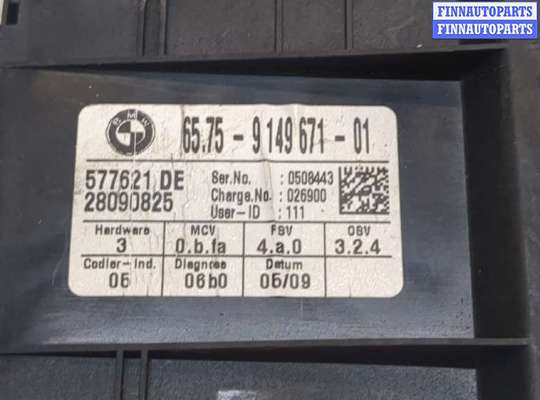 FINNAUTOPARTS
FINNAUTOPARTS
BMW
65.75 - 9 149 671 - 01
577621 DE
28090825
Ser.No. : 0508443
Charge.No. : 026900
User-ID : 111
Hardware MCV FSV OSV
3 0.b.fa 4.a.0 3.2.4
Codier-Ind. Diagnose Datum
05 06b0 05/09